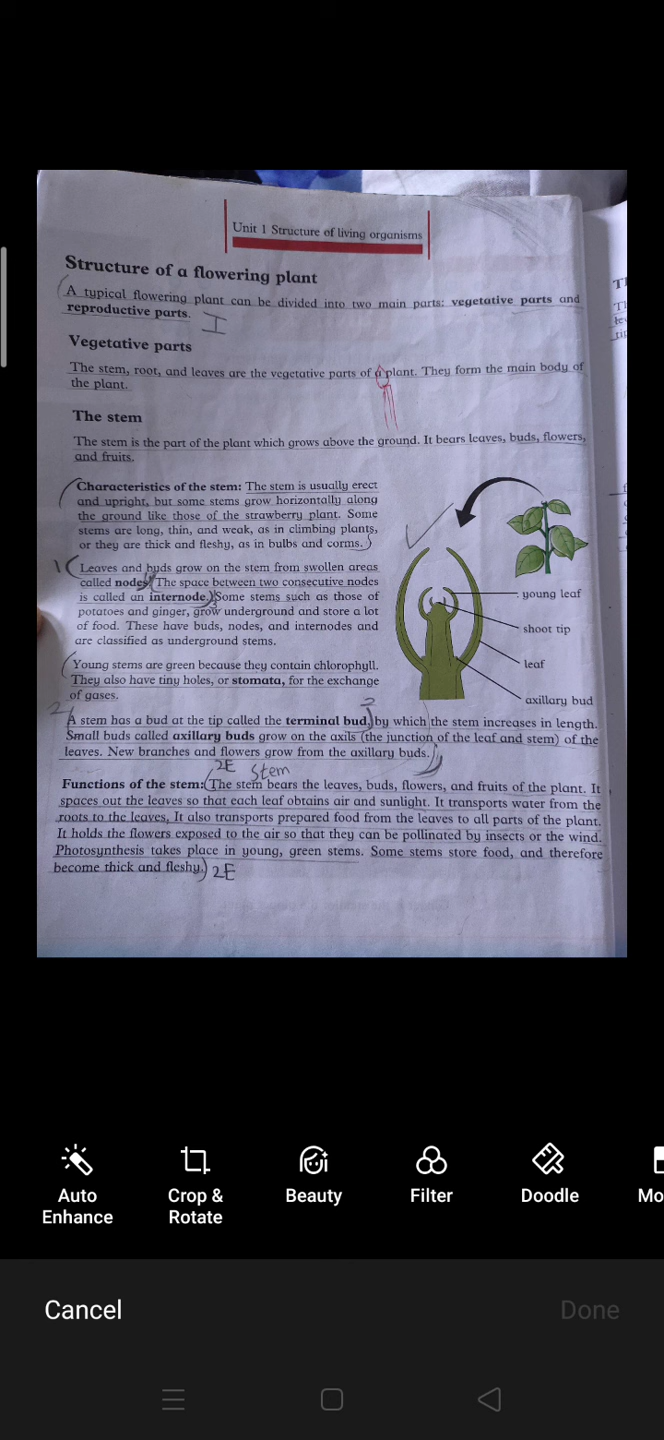 Unit 1 Structure of living organisms
Structure of a flowering plant
A typical flowering plant can be divided into two main parts: vegetative parts and
reproductive parts.
I
Vegetative parts
The stem, root, and leaves are the vegetative parts of a plant. They form the main body of
the plant.
The stem
The stem is the part of the plant which grows above the ground. It bears leaves, buds, flowers,
and fruits.
Characteristics of the stem: The stem is usually erect
and upright, but some stems grow horizontally along
the ground like those of the strawberry plant. Some
stems are long, thin, and weak, as in climbing plants,
or they are thick and fleshy, as in bulbs and corms.
1
Leaves and buds grow on the stem from swollen areas
called nodes. The space between two consecutive nodes
is called an internode. Some stems such as those of
potatoes and ginger, grow underground and store a lot
of food. These have buds, nodes, and internodes and
are classified as underground stems.
Young stems are green because they contain chlorophyll.
They also have tiny holes, or stomata, for the exchange
of gases.
young leaf
shoot tip
leaf
axillary bud
2
A stem has a bud at the tip called the terminal bud, by which the stem increases in length.
Small buds called axillary buds grow on the axils (the junction of the leaf and stem) of the
leaves. New branches and flowers grow from the axillary buds.
2E Stem
Functions of the stem: The stem bears the leaves, buds, flowers, and fruits of the plant. It
spaces out the leaves so that each leaf obtains air and sunlight. It transports water from the
roots to the leaves. It also transports prepared food from the leaves to all parts of the plant.
It holds the flowers exposed to the air so that they can be pollinated by insects or the wind.
Photosynthesis takes place in young, green stems. Some stems store food, and therefore
become thick and fleshy. 2E
Auto
Enhance
Crop &
Rotate
Beauty
Filter
Doodle
Mo
Cancel
Done